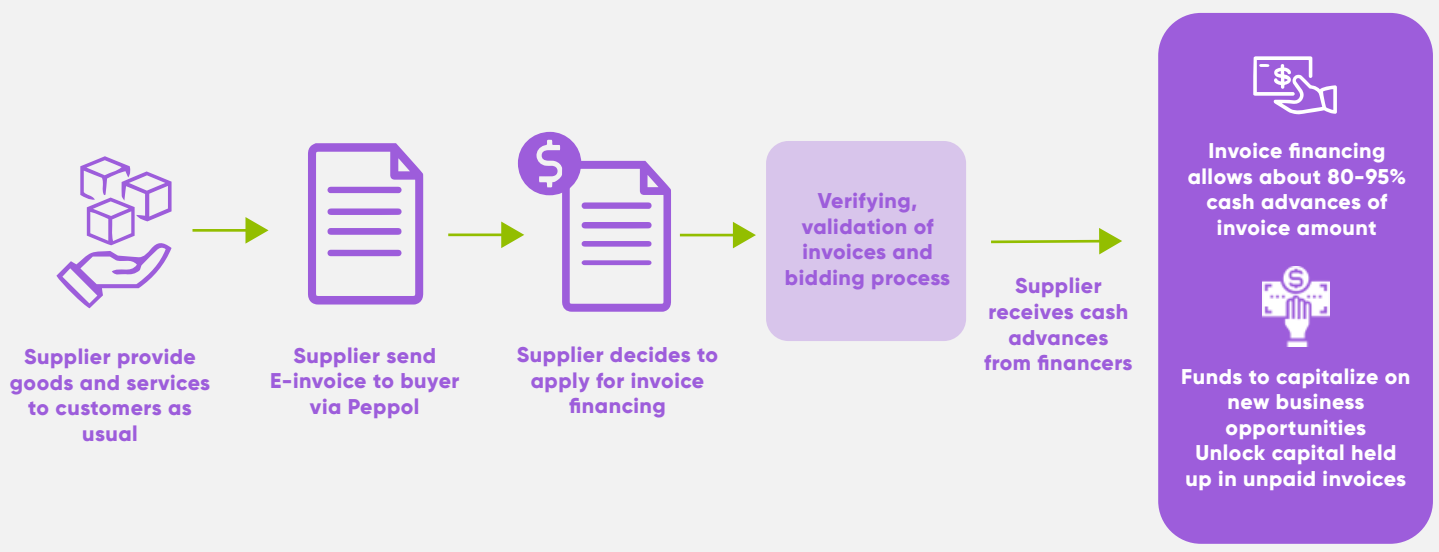 Supplier provide
goods and services
to customers as
usual
Supplier send
E-invoice to buyer
via Peppol
$
Supplier decides to
apply for invoice
financing
Verifying,
validation of
invoices and
bidding process
Supplier
receives cash
advances
from financers
$
Invoice financing
allows about 80-95%
cash advances of
invoice amount
$
Funds to capitalize on
new business
opportunities
Unlock capital held
up in unpaid invoices